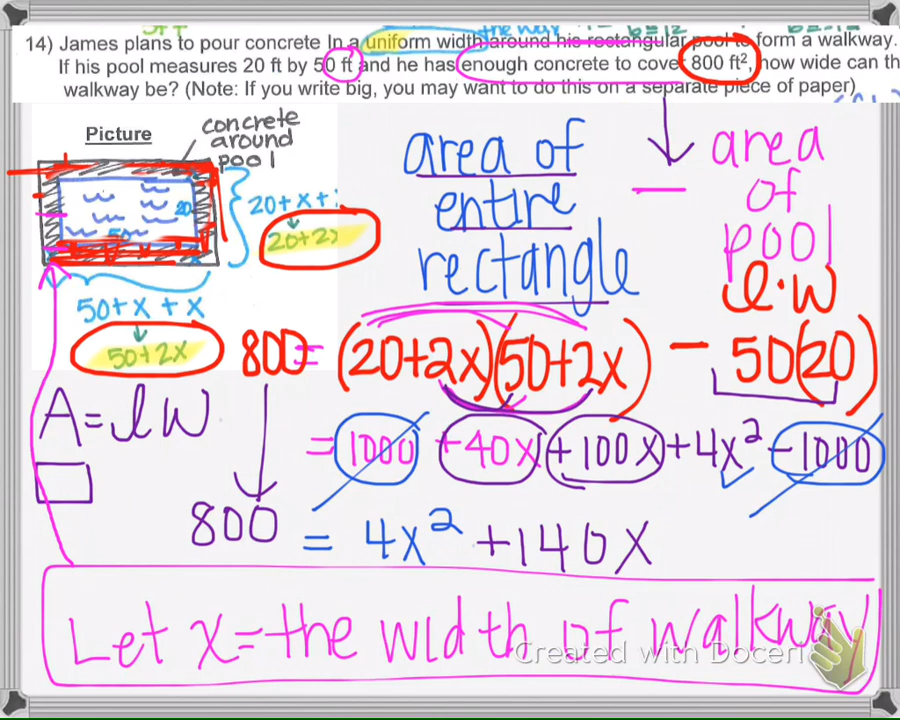 14) James plans to pour concrete In a uniform width around his rectangular pool to form a walkway.
If his pool measures 20 ft by 50 ft and he has enough concrete to cover 800 ft², how wide can th
walkway be? (Note: If you write big, you may want to do this on a separate piece of paper)
Picture
concrete
around
pool
20
50
20+x+
20+2x
50+x+x
50+2x
area of
entire
rectangle
—
area
of
pool
l·w
800=(20+2x)(50+2x) - 50(20)
A=lw
=1000 +40x +100x +4x² -1000
800 = 4x² +140x
Let x=the width of walkway
Created with Doceri